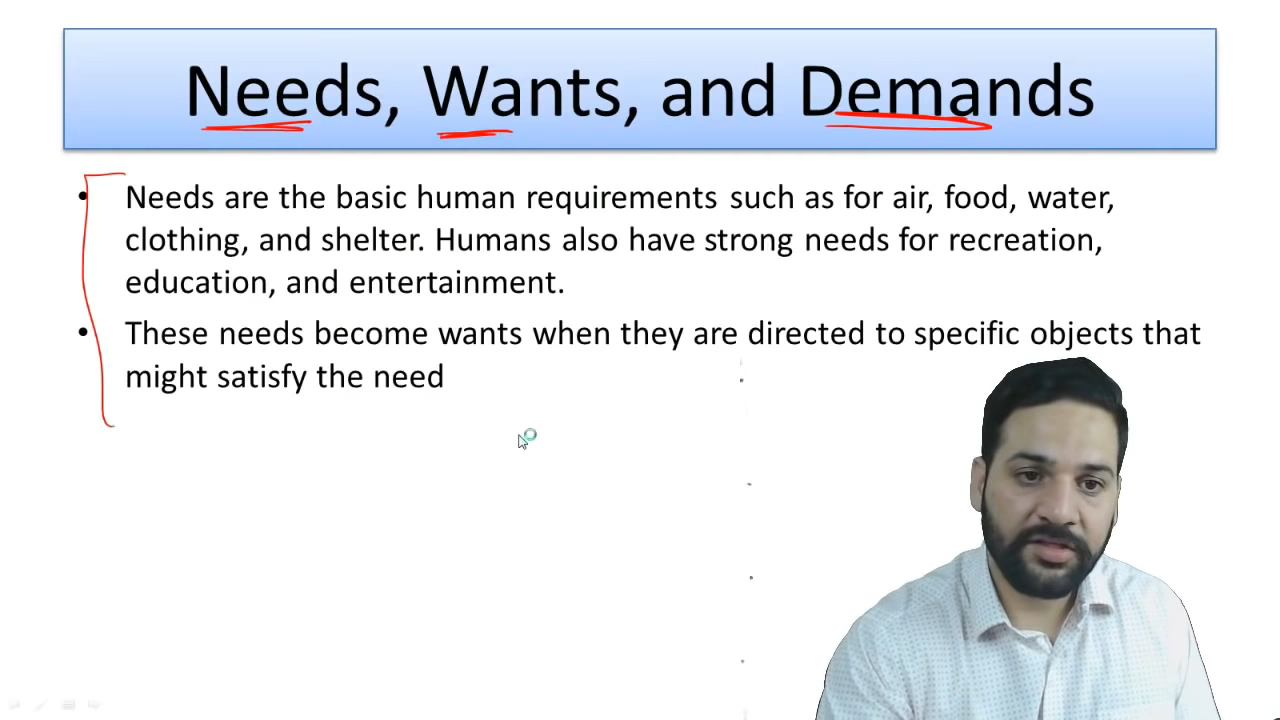 Needs, Wants, and Demands
• Needs are the basic human requirements such as for air, food, water,
clothing, and shelter. Humans also have strong needs for recreation,
education, and entertainment.
• These needs become wants when they are directed to specific objects that
might satisfy the need